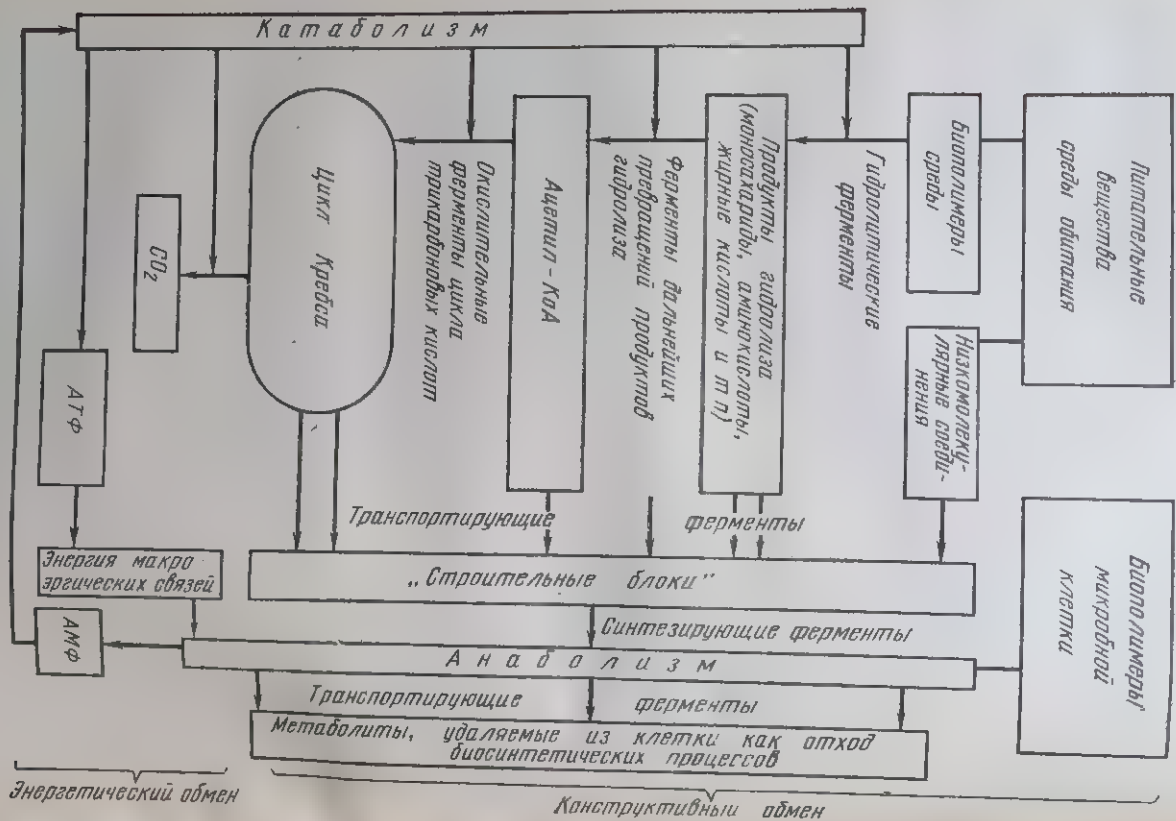 Катаболизм
Питательные
вещества
среды обитания
Биополимеры
среды
Низкомолеку-
лярные соеди-
нения
Гидролитические
ферменты
Продукты гидролиза
(моносахариды, аминокислоты,
жирные кислоты и т п)
Ферменты дальнейших
превращений продуктов
гидролиза
Ацетил-КоА
Окислительные
ферменты цикла
трикарбоновых кислот
Цикл Кребса
CO₂
АТФ
Транспортирующие ферменты
Энергия макро
эргических связей
„Строительные блоки"
Синтезирующие ферменты
АМФ
Анаболизм
Биополимеры
микробной
клетки
Транспортирующие ферменты
Метаболиты, удаляемые из клетки как отход
биосинтетических процессов
Энергетический обмен
Конструктивный обмен